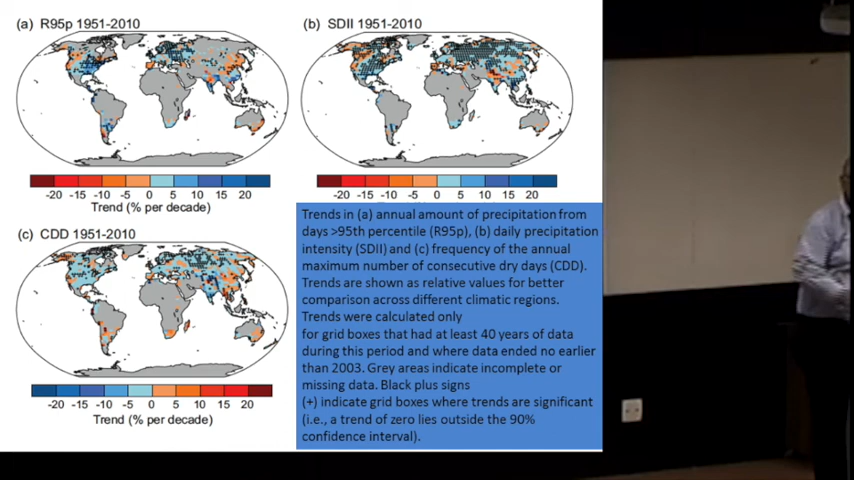 (a) R95p 1951-2010
-20 -15 -10 -5 0 5 10 15 20
Trend (% per decade)
(b) SDII 1951-2010
-20 -15 -10 -5 0 5 10 15 20
(c) CDD 1951-2010
-20 -15 -10 -5 0 5 10 15 20
Trend (% per decade)
Trends in (a) annual amount of precipitation from
days >95th percentile (R95p), (b) daily precipitation
intensity (SDII) and (c) frequency of the annual
maximum number of consecutive dry days (CDD).
Trends are shown as relative values for better
comparison across different climatic regions.
Trends were calculated only
for grid boxes that had at least 40 years of data
during this period and where data ended no earlier
than 2003. Grey areas indicate incomplete or
missing data. Black plus signs
(+) indicate grid boxes where trends are significant
(i.e., a trend of zero lies outside the 90%
confidence interval).